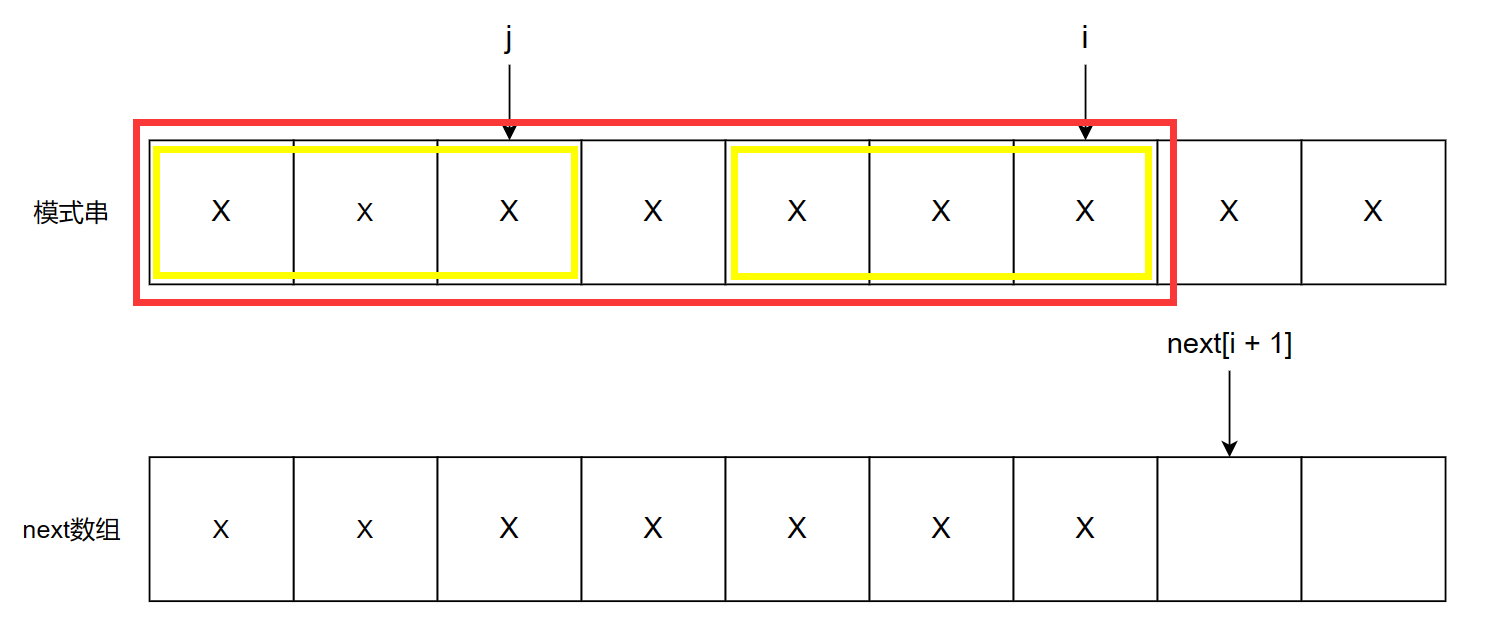 j i
模式串 X X X X X X X X X
next[i + 1]
next数组 X X X X X X X